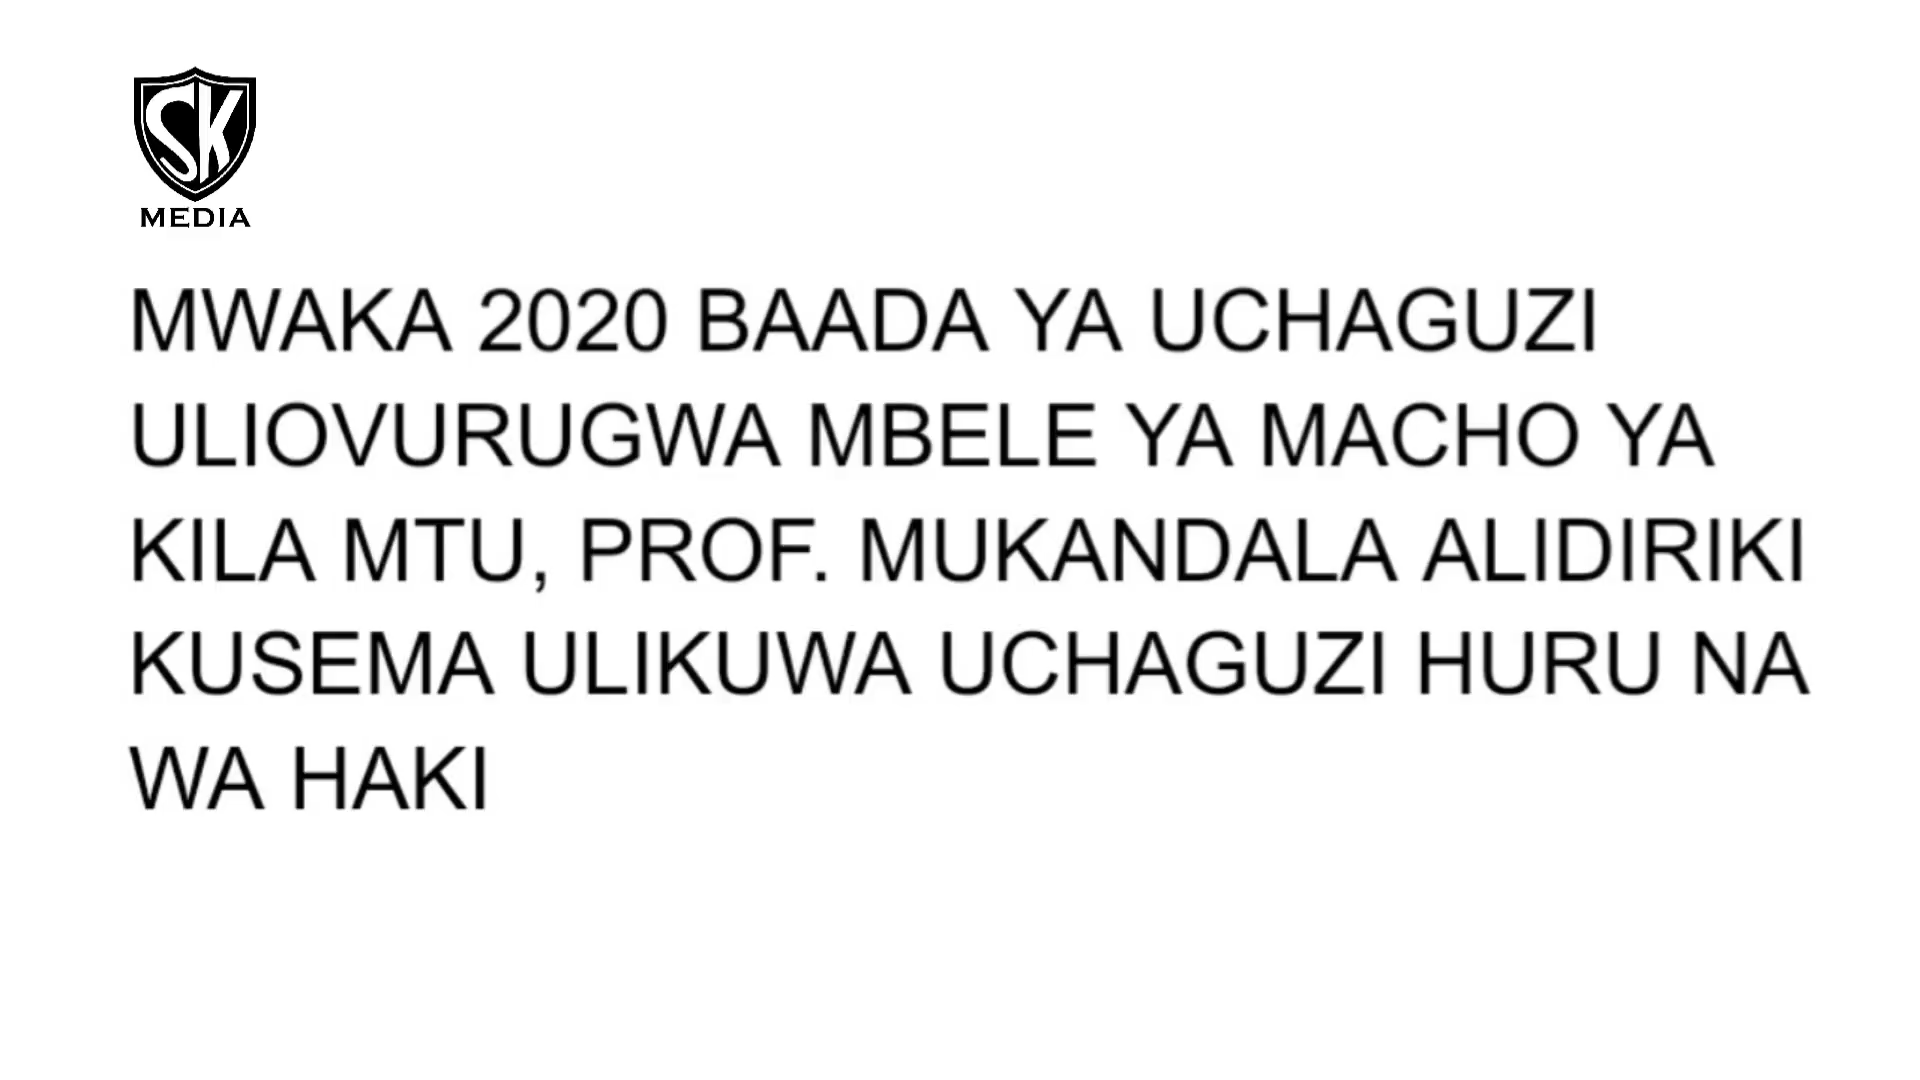 SK
MEDIA
MWAKA 2020 BAADA YA UCHAGUZI
ULIOVURUGWA MBELE YA MACHO YA
KILA MTU, PROF. MUKANDALA ALIDIRIKI
KUSEMA ULIKUWA UCHAGUZI HURU NA
WA HAKI